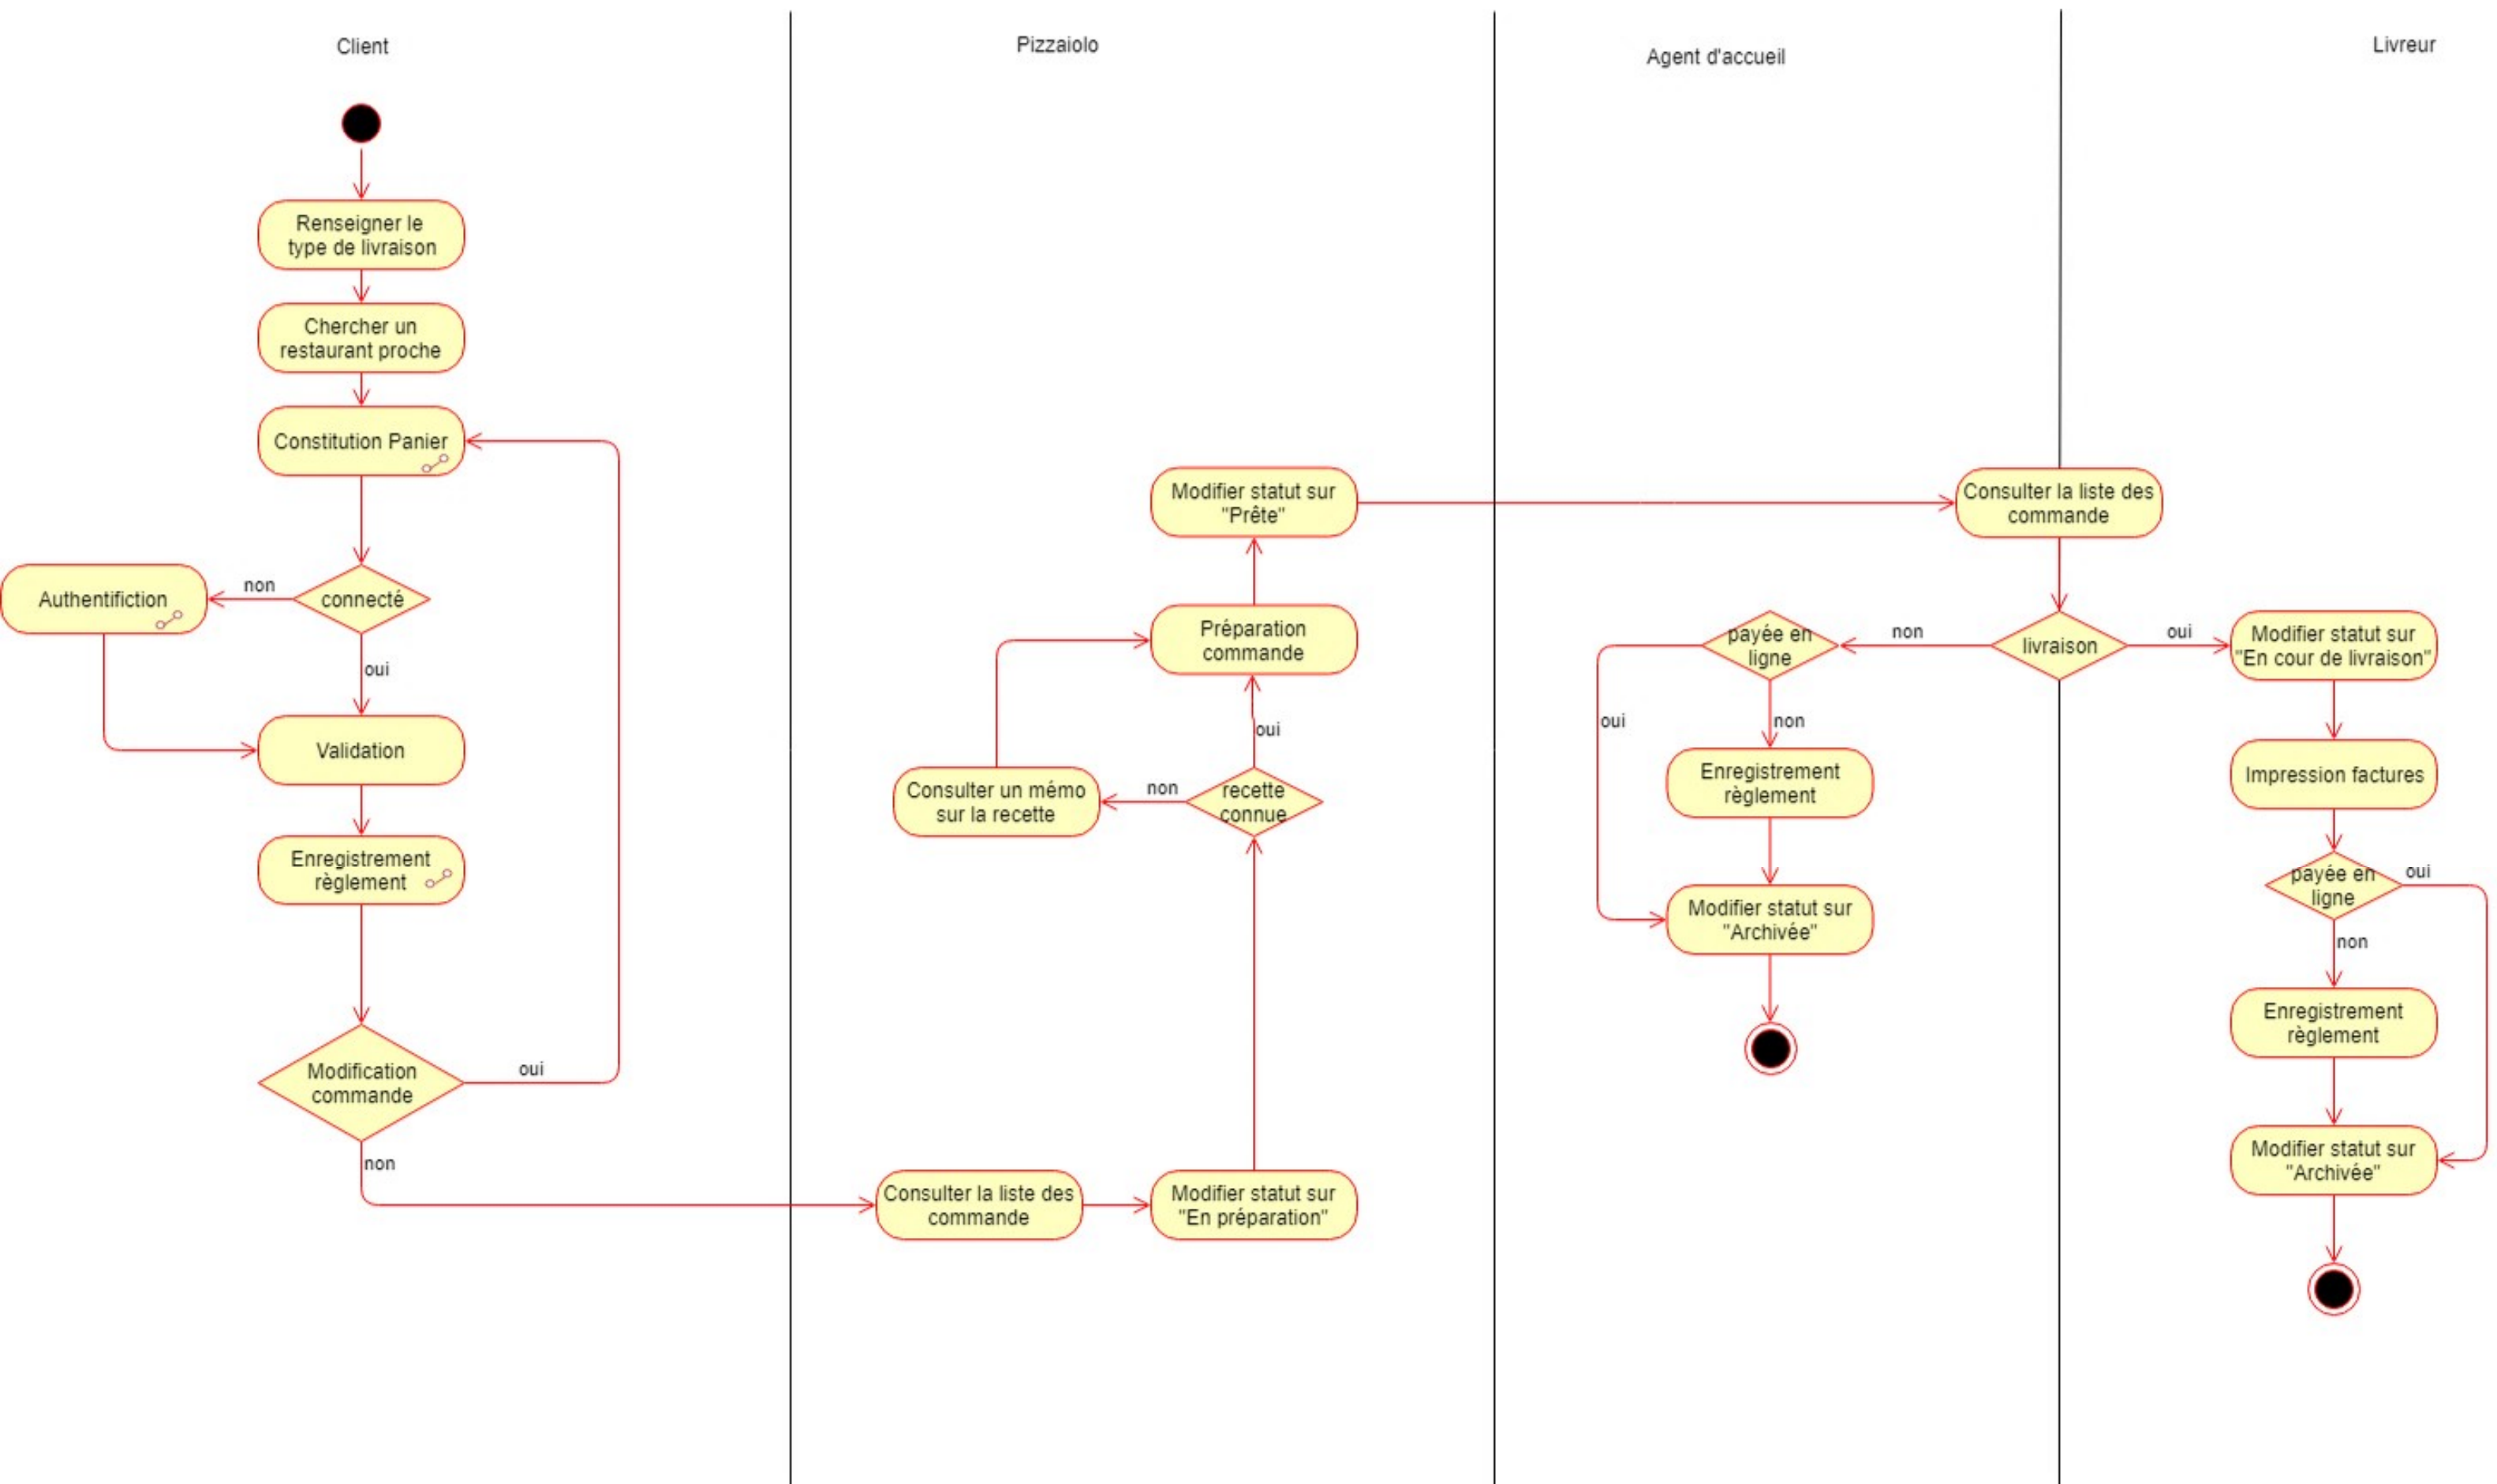 Client
Renseigner le
type de livraison
Chercher un
restaurant proche
Constitution Panier
connecté
non
Authentifiction
oui
Validation
Enregistrement
règlement
Modification
commande
oui
non
Pizzaiolo
Consulter la liste des
commande
Modifier statut sur
"En préparation"
recette
connue
non
Consulter un mémo
sur la recette
oui
Préparation
commande
Modifier statut sur
"Prête"
Agent d'accueil
Consulter la liste des
commande
livraison
non
payée en
ligne
oui
non
Enregistrement
règlement
Modifier statut sur
"Archivée"
Livreur
oui
Modifier statut sur
"En cour de livraison"
Impression factures
payée en
ligne
oui
non
Enregistrement
règlement
Modifier statut sur
"Archivée"